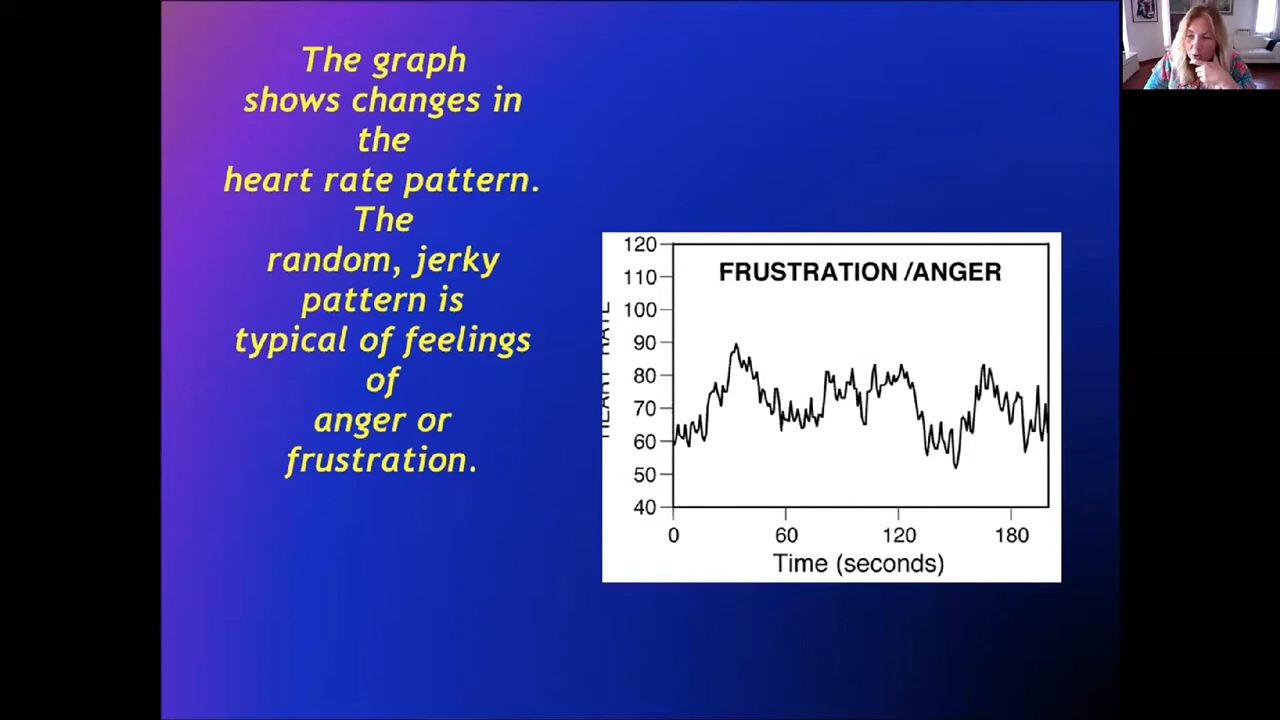 The graph
shows changes in
the
heart rate pattern.
The
random, jerky
pattern is
typical of feelings
of
anger or
frustration.
FRUSTRATION /ANGER
120
110
100
90
80
70
60
50
40
HEART RATE
0 60 120 180
Time (seconds)